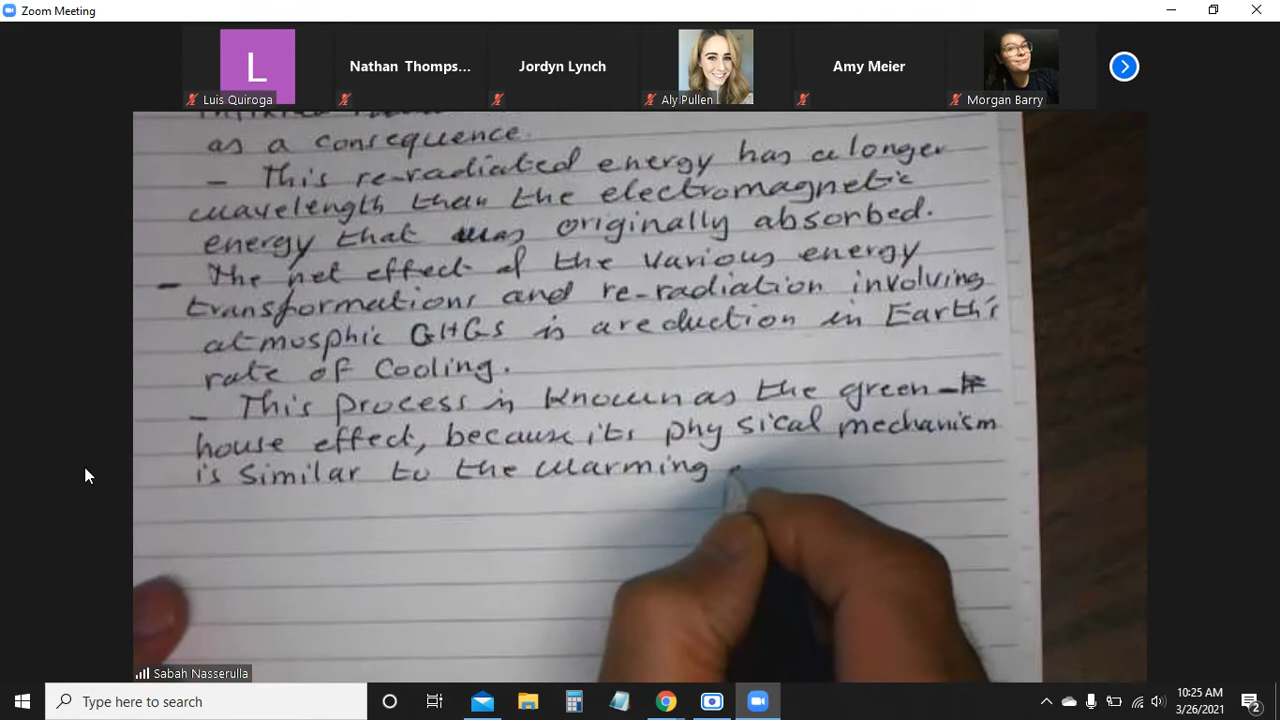 Zoom Meeting
L
Nathan Thomps...
Jordyn Lynch
Amy Meier
Luis Quiroga
Aly Pullen
Morgan Barry
as a consequence.
- This re-radiated energy has a longer
wavelength than the electromagnetic
energy that was originally absorbed.
- The net effect of the various energy
transformations and re-radiation involving
atmosphic GHGs is a reduction in Earth's
rate of Cooling.
- This process is known as the green-
house effect, because its physical mechanism
is similar to the warming
Sabah Nasserulla
Type here to search
10:25 AM
3/26/2021
2